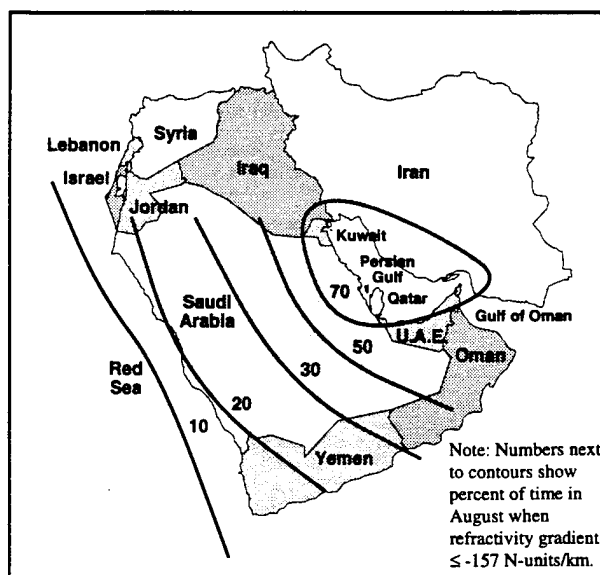 Syria
Lebanon
Iraq
Iran
Israel
Jordan
Kuwait
Persian
Gulf
70
Qatar
Saudi
Arabia
Gulf of Oman
U.A.E.
50
Oman
Red
Sea
30
20
10
Yemen
Note: Numbers next
to contours show
percent of time in
August when
refractivity gradient
≤ -157 N-units/km.